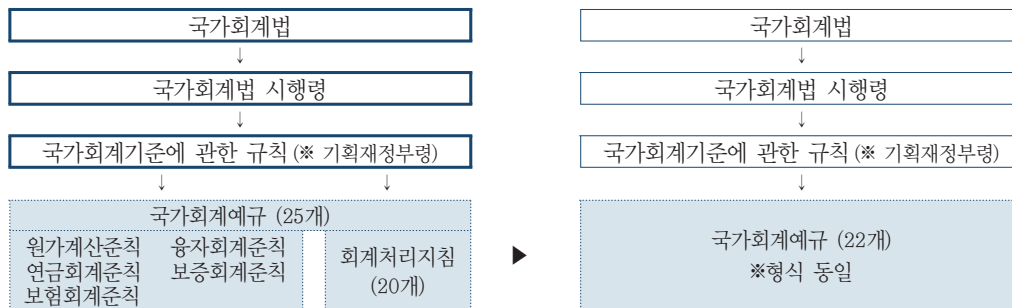 국가회계법
↓
국가회계법 시행령
↓
국가회계기준에 관한 규칙(※ 기획재정부령)
↓ ↓
국가회계예규 (25개)
원가계산준칙 융자회계준칙
연금회계준칙 보증회계준칙
보험회계준칙
회계처리지침
(20개)
▶
국가회계법
↓
국가회계법 시행령
↓
국가회계기준에 관한 규칙(※ 기획재정부령)
↓
국가회계예규 (22개)
※형식 동일